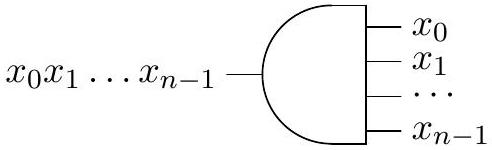 x₀x₁ … xₙ₋₁
x₀
x₁
⋯
xₙ₋₁